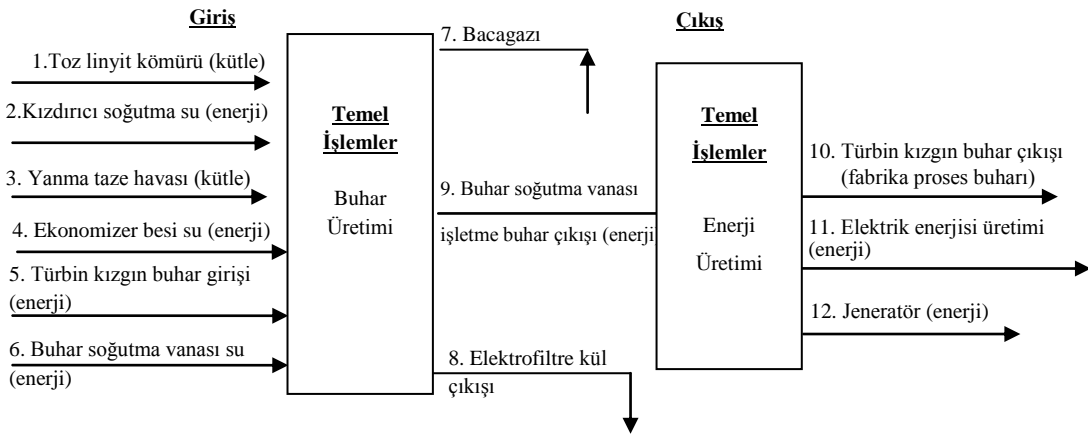 Giriş
1.Toz linyit kömürü (kütle)
2.Kızdırıcı soğutma su (enerji)
3. Yanma taze havası (kütle)
4. Ekonomizer besi su (enerji)
5. Türbin kızgın buhar girişi
(enerji)
6. Buhar soğutma vanası su
(enerji)
Temel
İşlemler
Buhar
Üretimi
7. Bacagazı
9. Buhar soğutma vanası
işletme buhar çıkışı (enerji)
8. Elektrofiltre kül
çıkışı
Çıkış
Temel
İşlemler
Enerji
Üretimi
10. Türbin kızgın buhar çıkışı
(fabrika proses buharı)
11. Elektrik enerjisi üretimi
(enerji)
12. Jeneratör (enerji)